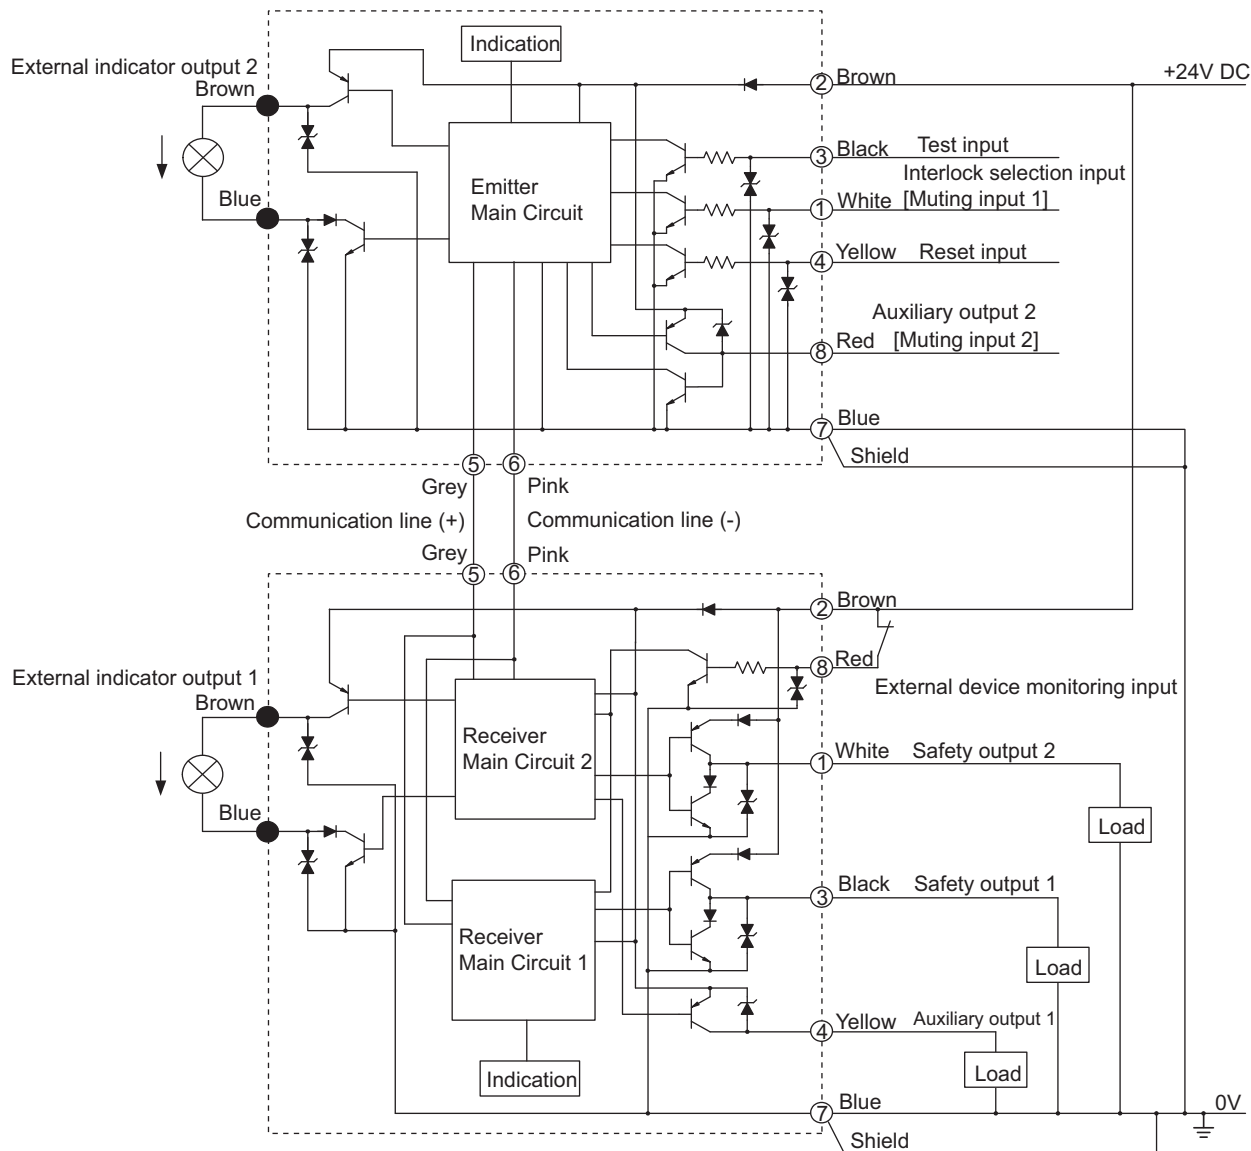 Indication
External indicator output 2
Brown
2 Brown
+24V DC
3 Black Test input
Interlock selection input
Emitter
Main Circuit
1 White [Muting input 1]
Blue
4 Yellow Reset input
Auxiliary output 2
8 Red [Muting input 2]
7 Blue
Shield
5 6
Grey Pink
Communication line (+) Communication line (-)
Grey Pink
5 6
2 Brown
8 Red
External device monitoring input
External indicator output 1
Brown
Receiver
Main Circuit 2
1 White Safety output 2
Blue
Load
3 Black Safety output 1
Receiver
Main Circuit 1
Load
4 Yellow Auxiliary output 1
Indication
Load
7 Blue
0V
Shield